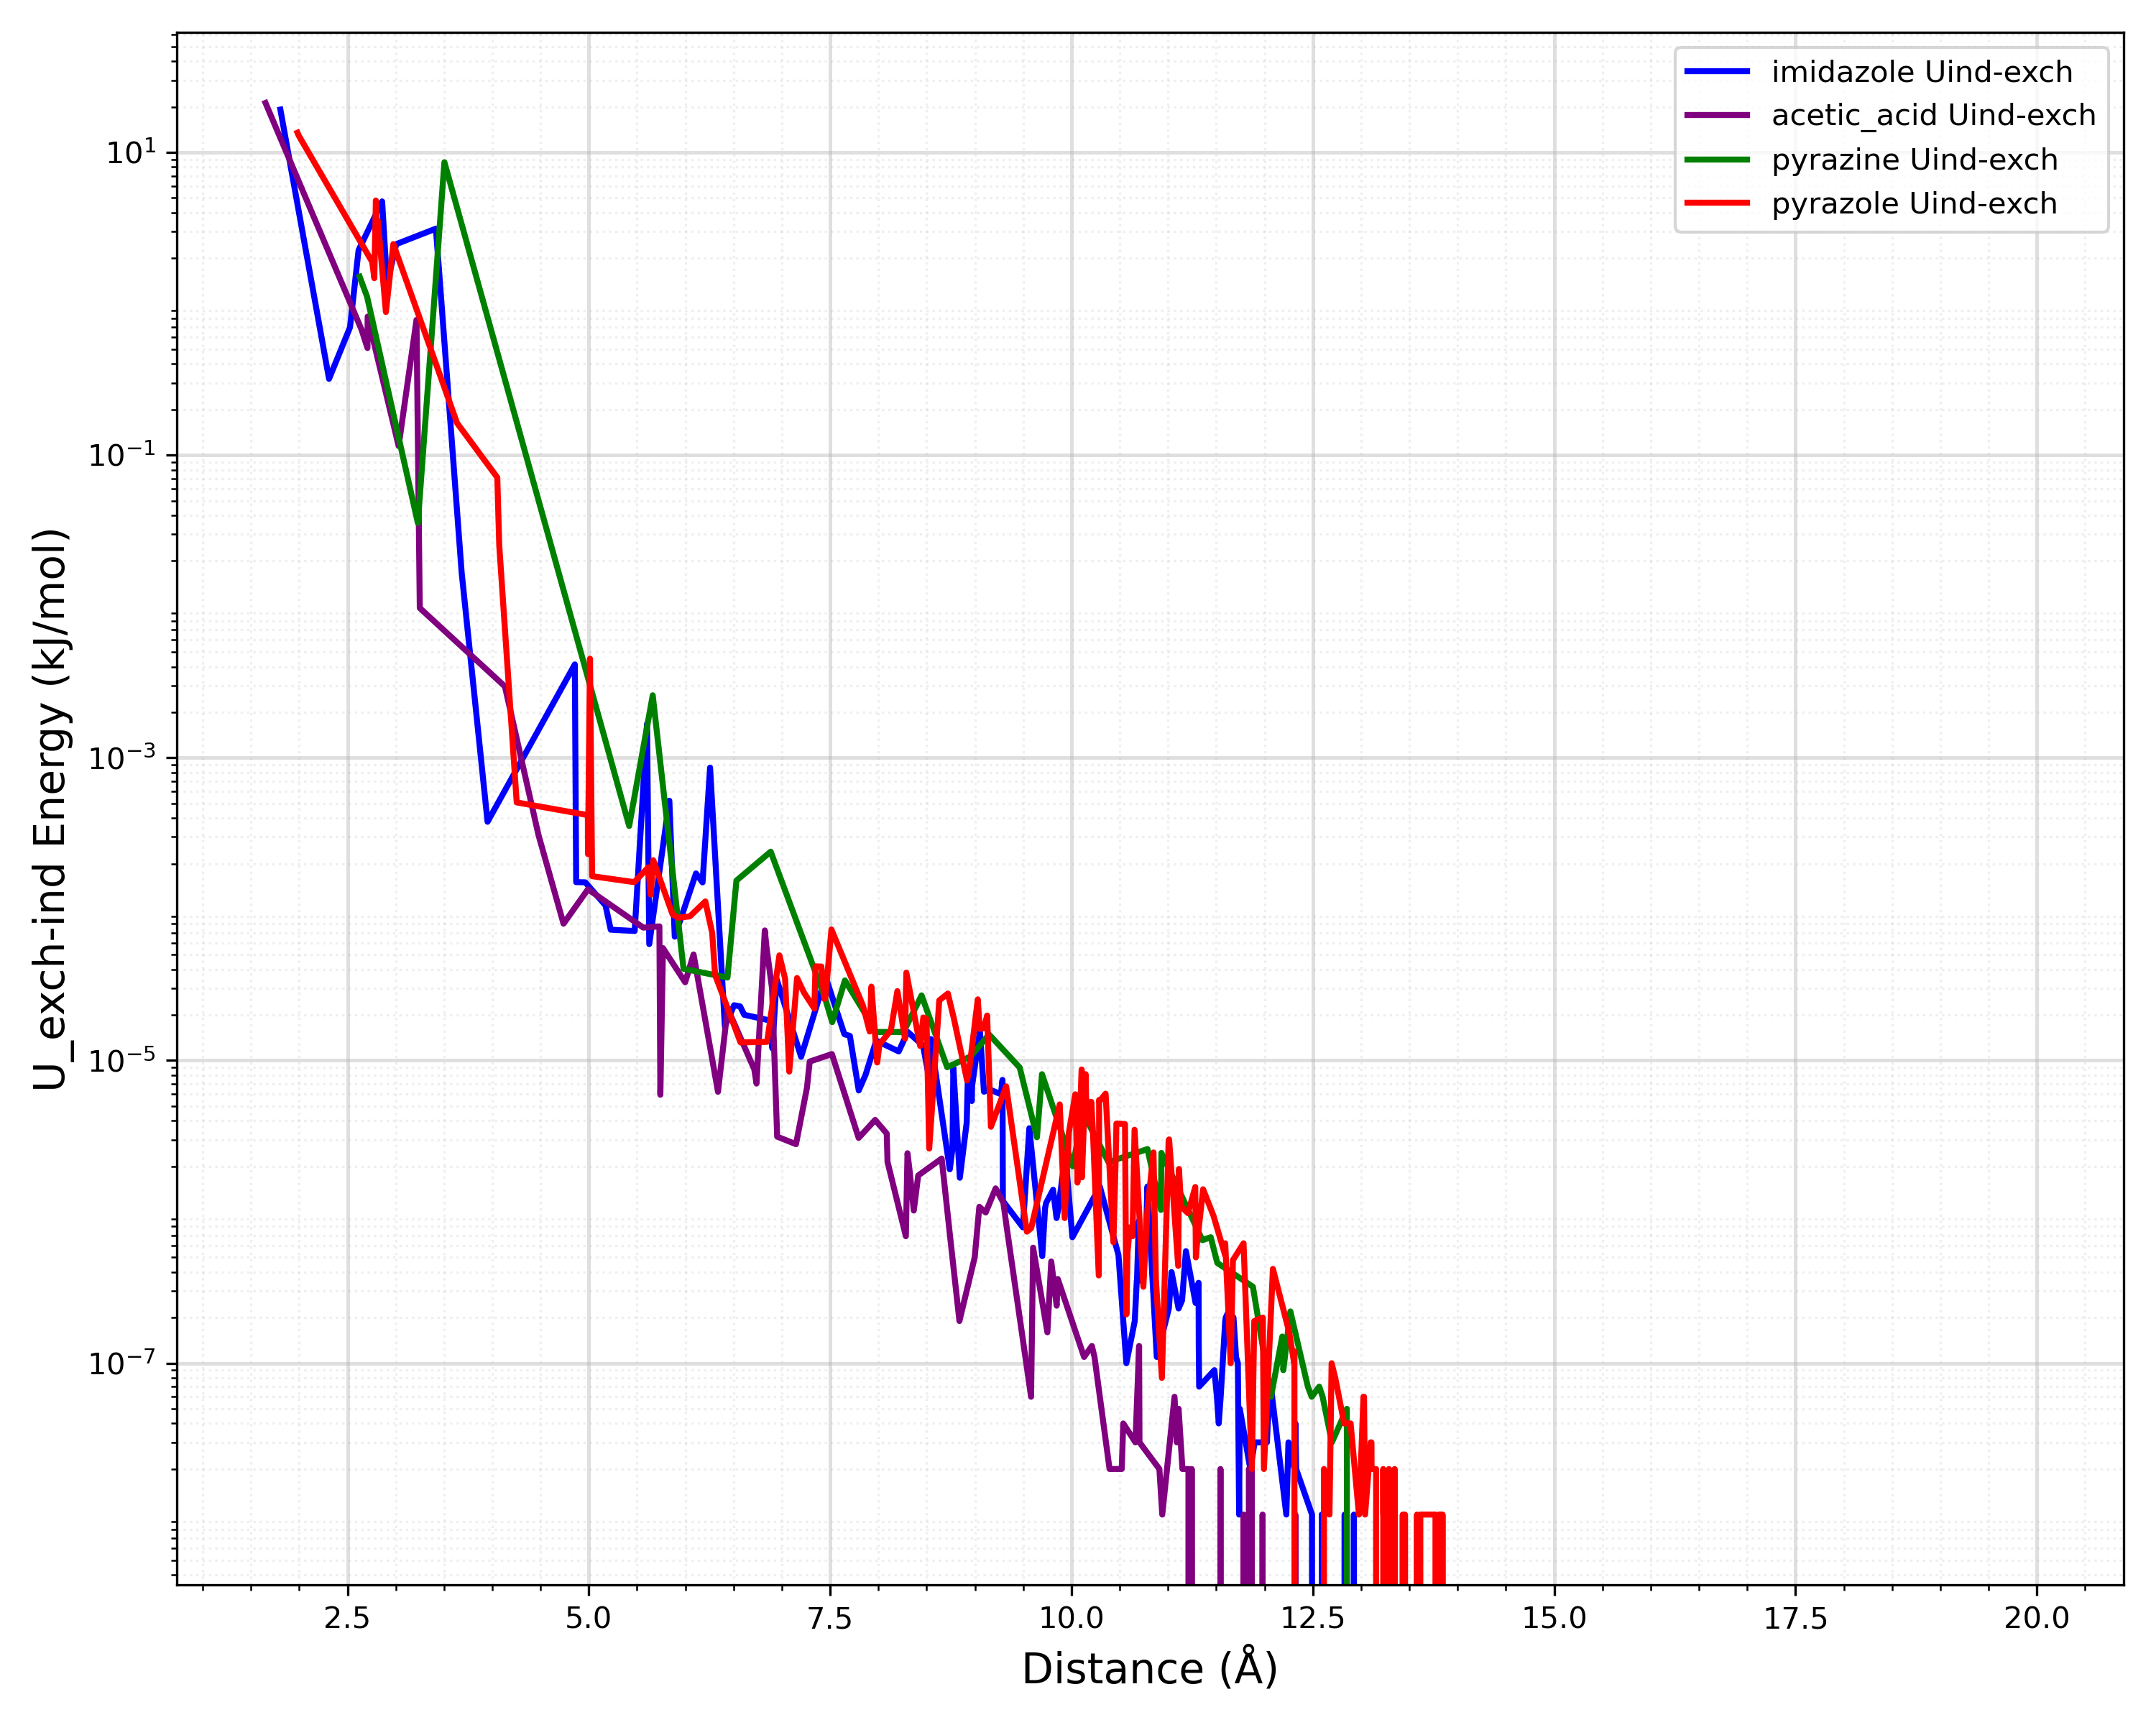 imidazole Uind-exch
acetic_acid Uind-exch
pyrazine Uind-exch
pyrazole Uind-exch
U_exch-ind Energy (kJ/mol)
10¹
10⁻¹
10⁻³
10⁻⁵
10⁻⁷
2.5 5.0 7.5 10.0 12.5 15.0 17.5 20.0
Distance (Å)